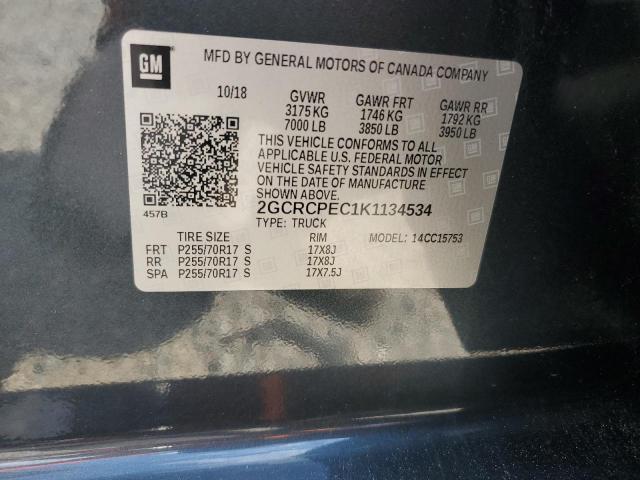 GM
MFD BY GENERAL MOTORS OF CANADA COMPANY
10/18 GVWR GAWR FRT GAWR RR
3175 KG 1746 KG 1792 KG
7000 LB 3850 LB 3950 LB
THIS VEHICLE CONFORMS TO ALL
APPLICABLE U.S. FEDERAL MOTOR
VEHICLE SAFETY STANDARDS IN EFFECT
ON THE DATE OF MANUFACTURE
SHOWN ABOVE.
2GCRCPEC1K1134534
457B TYPE: TRUCK
TIRE SIZE RIM MODEL: 14CC15753
FRT P255/70R17 S 17X8J
RR P255/70R17 S 17X8J
SPA P255/70R17 S 17X7.5J